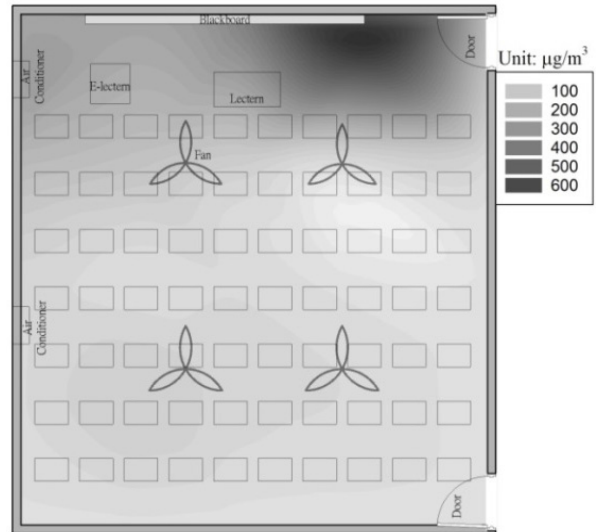 Blackboard
Door
Unit: μg/m³
Air
Conditioner
E-lectern
Lectern
100
200
300
400
500
600
Fan
Air
Conditioner
Door